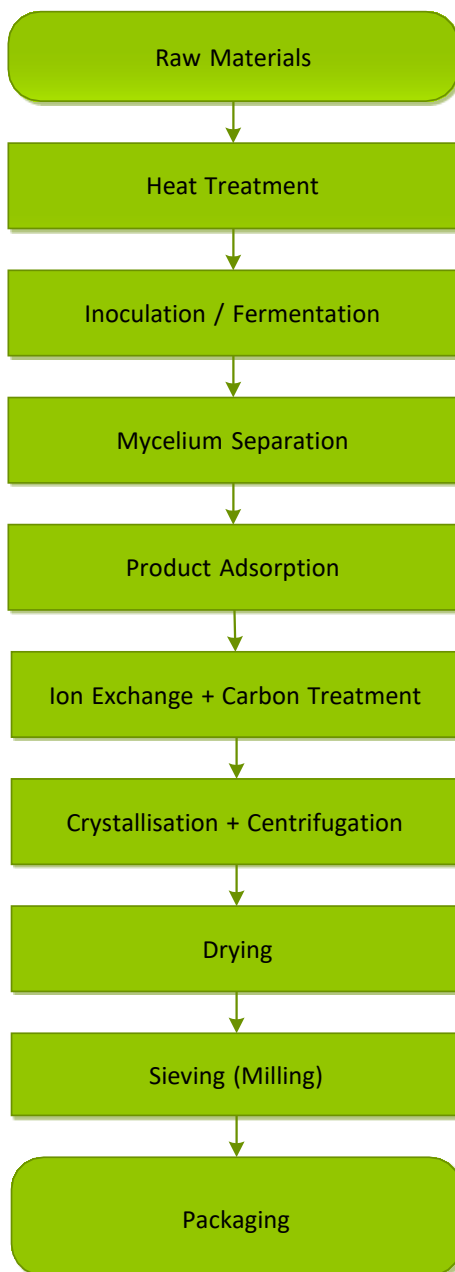 Raw Materials
Heat Treatment
Inoculation / Fermentation
Mycelium Separation
Product Adsorption
Ion Exchange + Carbon Treatment
Crystallisation + Centrifugation
Drying
Sieving (Milling)
Packaging